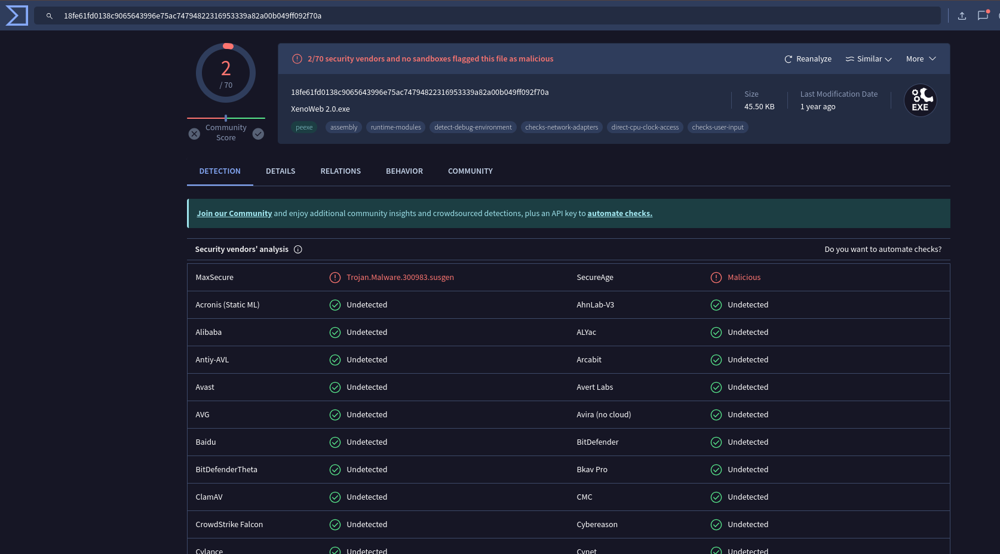 18fe61fd0138c9065643996e75ac74794822316953339a82a00b049ff092f70a
2
/ 70
Community
Score
2/70 security vendors and no sandboxes flagged this file as malicious
Reanalyze
Similar
More
18fe61fd0138c9065643996e75ac74794822316953339a82a00b049ff092f70a
XenoWeb 2.0.exe
Size
45.50 KB
Last Modification Date
1 year ago
EXE
peexe assembly runtime-modules detect-debug-environment checks-network-adapters direct-cpu-clock-access checks-user-input
DETECTION DETAILS RELATIONS BEHAVIOR COMMUNITY
Join our Community and enjoy additional community insights and crowdsourced detections, plus an API key to automate checks.
Security vendors' analysis Do you want to automate checks?
MaxSecure Trojan.Malware.300983.susgen SecureAge Malicious
Acronis (Static ML) Undetected AhnLab-V3 Undetected
Alibaba Undetected ALYac Undetected
Antiy-AVL Undetected Arcabit Undetected
Avast Undetected Avert Labs Undetected
AVG Undetected Avira (no cloud) Undetected
Baidu Undetected BitDefender Undetected
BitDefenderTheta Undetected Bkav Pro Undetected
ClamAV Undetected CMC Undetected
CrowdStrike Falcon Undetected Cybereason Undetected
Cylance Undetected Cynet Undetected